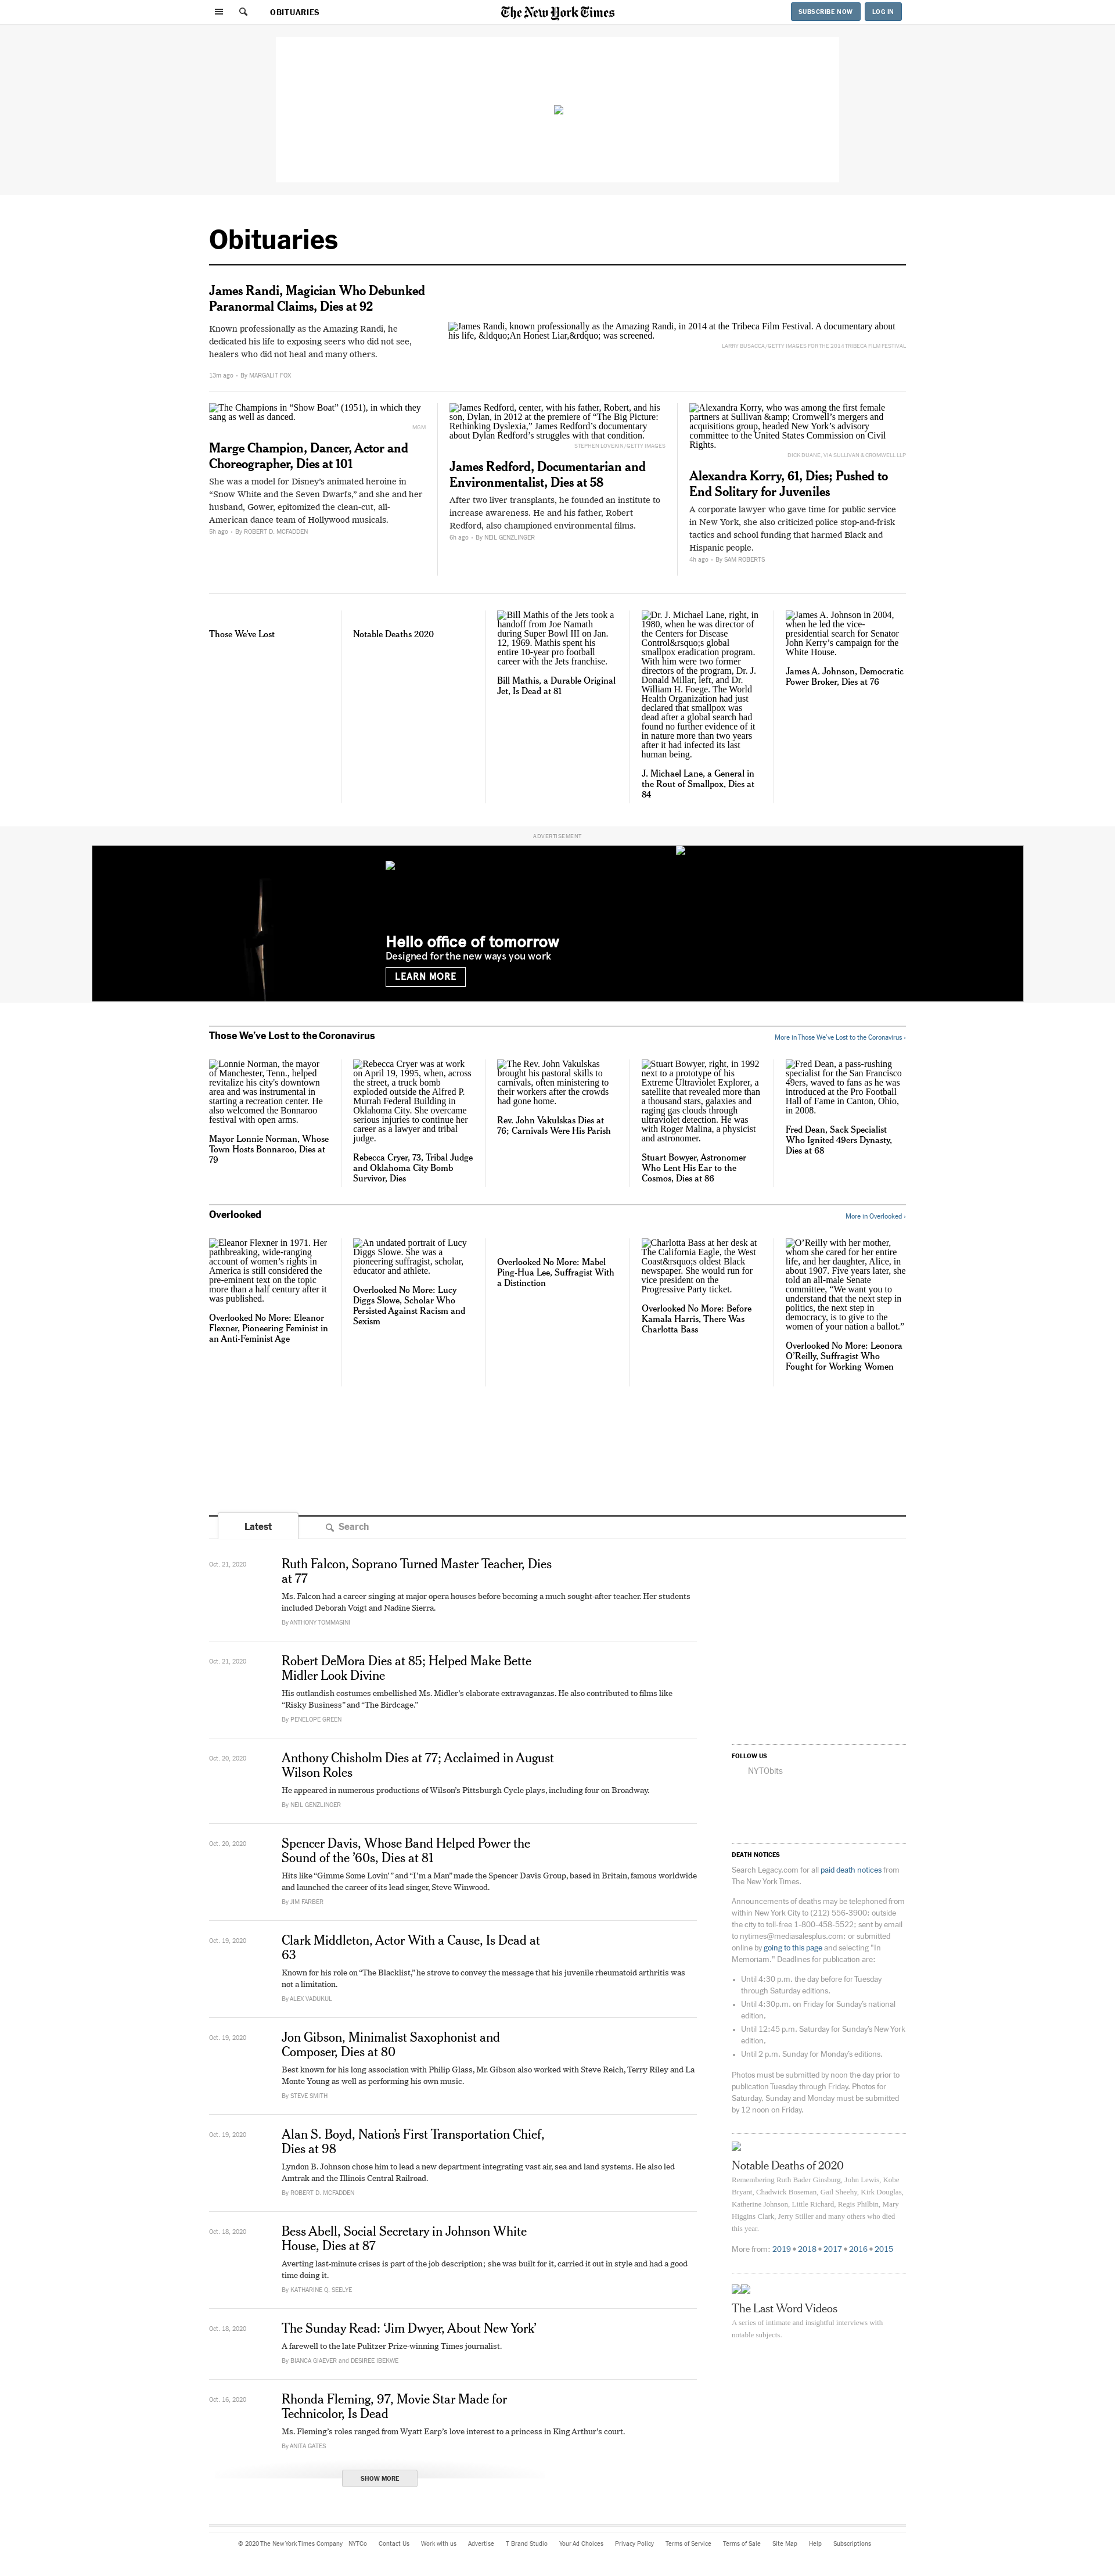 OBITUARIES
The New York Times
SUBSCRIBE NOW
LOG IN
Obituaries
James Randi, Magician Who Debunked
Paranormal Claims, Dies at 92
Known professionally as the Amazing Randi, he
dedicated his life to exposing seers who did not see,
healers who did not heal and many others.
13m ago · By MARGALIT FOX
James Randi, known professionally as the Amazing Randi, in 2014 at the Tribeca Film Festival. A documentary about
his life, &ldquo;An Honest Liar,&rdquo; was screened.
LARRY BUSACCA/GETTY IMAGES FOR THE 2014 TRIBECA FILM FESTIVAL
The Champions in “Show Boat” (1951), in which they
sang as well as danced.
MGM
Marge Champion, Dancer, Actor and
Choreographer, Dies at 101
She was a model for Disney’s animated heroine in
“Snow White and the Seven Dwarfs,” and she and her
husband, Gower, epitomized the clean-cut, all-
American dance team of Hollywood musicals.
5h ago · By ROBERT D. MCFADDEN
James Redford, center, with his father, Robert, and his
son, Dylan, in 2012 at the premiere of “The Big Picture:
Rethinking Dyslexia,” James Redford’s documentary
about Dylan Redford’s struggles with that condition.
STEPHEN LOVEKIN/GETTY IMAGES
James Redford, Documentarian and
Environmentalist, Dies at 58
After two liver transplants, he founded an institute to
increase awareness. He and his father, Robert
Redford, also championed environmental films.
6h ago · By NEIL GENZLINGER
Alexandra Korry, who was among the first female
partners at Sullivan &amp; Cromwell’s mergers and
acquisitions group, headed New York’s advisory
committee to the United States Commission on Civil
Rights.
DICK DUANE, VIA SULLIVAN & CROMWELL LLP
Alexandra Korry, 61, Dies; Pushed to
End Solitary for Juveniles
A corporate lawyer who gave time for public service
in New York, she also criticized police stop-and-frisk
tactics and school funding that harmed Black and
Hispanic people.
4h ago · By SAM ROBERTS
Those We’ve Lost
Notable Deaths 2020
Bill Mathis of the Jets took a
handoff from Joe Namath
during Super Bowl III on Jan.
12, 1969. Mathis spent his
entire 10-year pro football
career with the Jets franchise.
Bill Mathis, a Durable Original
Jet, Is Dead at 81
Dr. J. Michael Lane, right, in
1980, when he was director of
the Centers for Disease
Control&rsquo;s global
smallpox eradication program.
With him were two former
directors of the program, Dr. J.
Donald Millar, left, and Dr.
William H. Foege. The World
Health Organization had just
declared that smallpox was
dead after a global search had
found no further evidence of it
in nature more than two years
after it had infected its last
human being.
J. Michael Lane, a General in
the Rout of Smallpox, Dies at
84
James A. Johnson in 2004,
when he led the vice-
presidential search for Senator
John Kerry’s campaign for the
White House.
James A. Johnson, Democratic
Power Broker, Dies at 76
ADVERTISEMENT
Hello office of tomorrow
Designed for the new ways you work
LEARN MORE
Those We’ve Lost to the Coronavirus
More in Those We’ve Lost to the Coronavirus ›
Lonnie Norman, the mayor
of Manchester, Tenn., helped
revitalize his city's downtown
area and was instrumental in
starting a recreation center. He
also welcomed the Bonnaroo
festival with open arms.
Mayor Lonnie Norman, Whose
Town Hosts Bonnaroo, Dies at
79
Rebecca Cryer was at work
on April 19, 1995, when, across
the street, a truck bomb
exploded outside the Alfred P.
Murrah Federal Building in
Oklahoma City. She overcame
serious injuries to continue her
career as a lawyer and tribal
judge.
Rebecca Cryer, 73, Tribal Judge
and Oklahoma City Bomb
Survivor, Dies
The Rev. John Vakulskas
brought his pastoral skills to
carnivals, often ministering to
their workers after the crowds
had gone home.
Rev. John Vakulskas Dies at
76; Carnivals Were His Parish
Stuart Bowyer, right, in 1992
next to a prototype of his
Extreme Ultraviolet Explorer, a
satellite that revealed more than
a thousand stars, galaxies and
raging gas clouds through
ultraviolet detection. He was
with Roger Malina, a physicist
and astronomer.
Stuart Bowyer, Astronomer
Who Lent His Ear to the
Cosmos, Dies at 86
Fred Dean, a pass-rushing
specialist for the San Francisco
49ers, waved to fans as he was
introduced at the Pro Football
Hall of Fame in Canton, Ohio,
in 2008.
Fred Dean, Sack Specialist
Who Ignited 49ers Dynasty,
Dies at 68
Overlooked
More in Overlooked ›
Eleanor Flexner in 1971. Her
pathbreaking, wide-ranging
account of women’s rights in
America is still considered the
pre-eminent text on the topic
more than a half century after it
was published.
Overlooked No More: Eleanor
Flexner, Pioneering Feminist in
an Anti-Feminist Age
An undated portrait of Lucy
Diggs Slowe. She was a
pioneering suffragist, scholar,
educator and athlete.
Overlooked No More: Lucy
Diggs Slowe, Scholar Who
Persisted Against Racism and
Sexism
Overlooked No More: Mabel
Ping-Hua Lee, Suffragist With
a Distinction
Charlotta Bass at her desk at
The California Eagle, the West
Coast&rsquo;s oldest Black
newspaper. She would run for
vice president on the
Progressive Party ticket.
Overlooked No More: Before
Kamala Harris, There Was
Charlotta Bass
O’Reilly with her mother,
whom she cared for her entire
life, and her daughter, Alice, in
about 1907. Five years later, she
told an all-male Senate
committee, “We want you to
understand that the next step in
politics, the next step in
democracy, is to give to the
women of your nation a ballot.”
Overlooked No More: Leonora
O’Reilly, Suffragist Who
Fought for Working Women
Latest
Search
Oct. 21, 2020
Ruth Falcon, Soprano Turned Master Teacher, Dies
at 77
Ms. Falcon had a career singing at major opera houses before becoming a much sought-after teacher. Her students
included Deborah Voigt and Nadine Sierra.
By ANTHONY TOMMASINI
Oct. 21, 2020
Robert DeMora Dies at 85; Helped Make Bette
Midler Look Divine
His outlandish costumes embellished Ms. Midler’s elaborate extravaganzas. He also contributed to films like
“Risky Business” and “The Birdcage.”
By PENELOPE GREEN
Oct. 20, 2020
Anthony Chisholm Dies at 77; Acclaimed in August
Wilson Roles
He appeared in numerous productions of Wilson’s Pittsburgh Cycle plays, including four on Broadway.
By NEIL GENZLINGER
Oct. 20, 2020
Spencer Davis, Whose Band Helped Power the
Sound of the ’60s, Dies at 81
Hits like “Gimme Some Lovin’ ” and “I’m a Man” made the Spencer Davis Group, based in Britain, famous worldwide
and launched the career of its lead singer, Steve Winwood.
By JIM FARBER
Oct. 19, 2020
Clark Middleton, Actor With a Cause, Is Dead at
63
Known for his role on “The Blacklist,” he strove to convey the message that his juvenile rheumatoid arthritis was
not a limitation.
By ALEX VADUKUL
Oct. 19, 2020
Jon Gibson, Minimalist Saxophonist and
Composer, Dies at 80
Best known for his long association with Philip Glass, Mr. Gibson also worked with Steve Reich, Terry Riley and La
Monte Young as well as performing his own music.
By STEVE SMITH
Oct. 19, 2020
Alan S. Boyd, Nation’s First Transportation Chief,
Dies at 98
Lyndon B. Johnson chose him to lead a new department integrating vast air, sea and land systems. He also led
Amtrak and the Illinois Central Railroad.
By ROBERT D. MCFADDEN
Oct. 18, 2020
Bess Abell, Social Secretary in Johnson White
House, Dies at 87
Averting last-minute crises is part of the job description; she was built for it, carried it out in style and had a good
time doing it.
By KATHARINE Q. SEELYE
Oct. 18, 2020
The Sunday Read: ‘Jim Dwyer, About New York’
A farewell to the late Pulitzer Prize-winning Times journalist.
By BIANCA GIAEVER and DESIREE IBEKWE
Oct. 16, 2020
Rhonda Fleming, 97, Movie Star Made for
Technicolor, Is Dead
Ms. Fleming’s roles ranged from Wyatt Earp’s love interest to a princess in King Arthur’s court.
By ANITA GATES
SHOW MORE
FOLLOW US
NYTObits
DEATH NOTICES
Search Legacy.com for all paid death notices from
The New York Times.
Announcements of deaths may be telephoned from
within New York City to (212) 556-3900; outside
the city to toll-free 1-800-458-5522; sent by email
to nytimes@mediasalesplus.com; or submitted
online by going to this page and selecting "In
Memoriam." Deadlines for publication are:
• Until 4:30 p.m. the day before for Tuesday
through Saturday editions.
• Until 4:30p.m. on Friday for Sunday’s national
edition.
• Until 12:45 p.m. Saturday for Sunday’s New York
edition.
• Until 2 p.m. Sunday for Monday’s editions.
Photos must be submitted by noon the day prior to
publication Tuesday through Friday. Photos for
Saturday, Sunday and Monday must be submitted
by 12 noon on Friday.
Notable Deaths of 2020
Remembering Ruth Bader Ginsburg, John Lewis, Kobe
Bryant, Chadwick Boseman, Gail Sheehy, Kirk Douglas,
Katherine Johnson, Little Richard, Regis Philbin, Mary
Higgins Clark, Jerry Stiller and many others who died
this year.
More from: 2019 • 2018 • 2017 • 2016 • 2015
The Last Word Videos
A series of intimate and insightful interviews with
notable subjects.
© 2020 The New York Times Company NYTCo Contact Us Work with us Advertise T Brand Studio Your Ad Choices Privacy Policy Terms of Service Terms of Sale Site Map Help Subscriptions